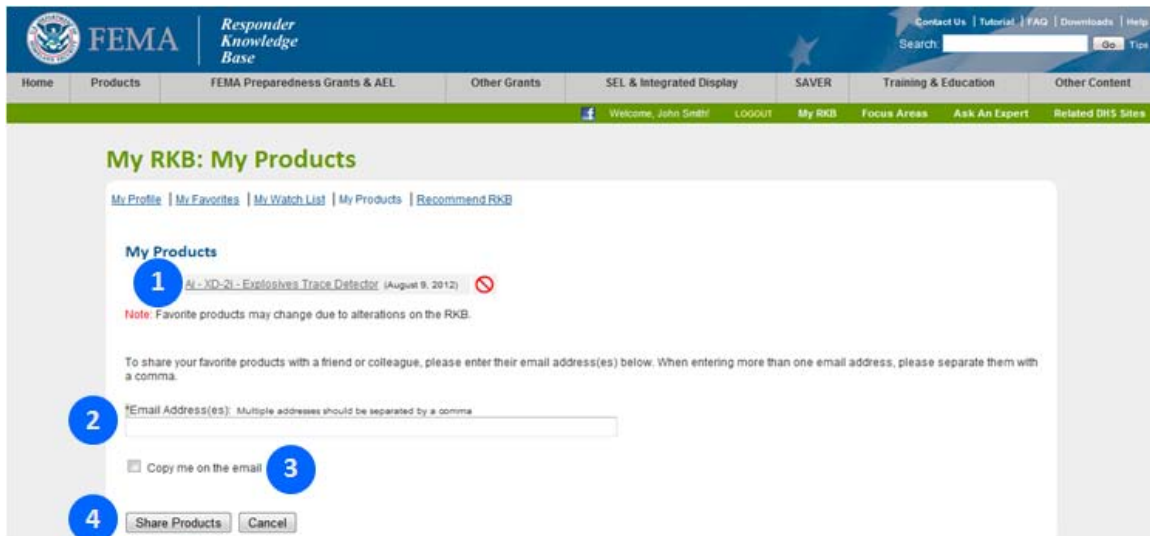 Contact Us | Tutorial | FAQ | Downloads | Help
FEMA
Responder
Knowledge
Base
Search: Go Tips
Home Products FEMA Preparedness Grants & AEL Other Grants SEL & Integrated Display SAVER Training & Education Other Content
Welcome, John Smith! LOGOUT My RKB Focus Areas Ask An Expert Related DHS Sites
My RKB: My Products
My Profile | My Favorites | My Watch List | My Products | Recommend RKB
My Products
1 Ai - XD-2i - Explosives Trace Detector (August 9, 2012)
Note: Favorite products may change due to alterations on the RKB.
To share your favorite products with a friend or colleague, please enter their email address(es) below. When entering more than one email address, please separate them with
a comma.
2 *Email Address(es): Multiple addresses should be separated by a comma
Copy me on the email 3
4 Share Products Cancel